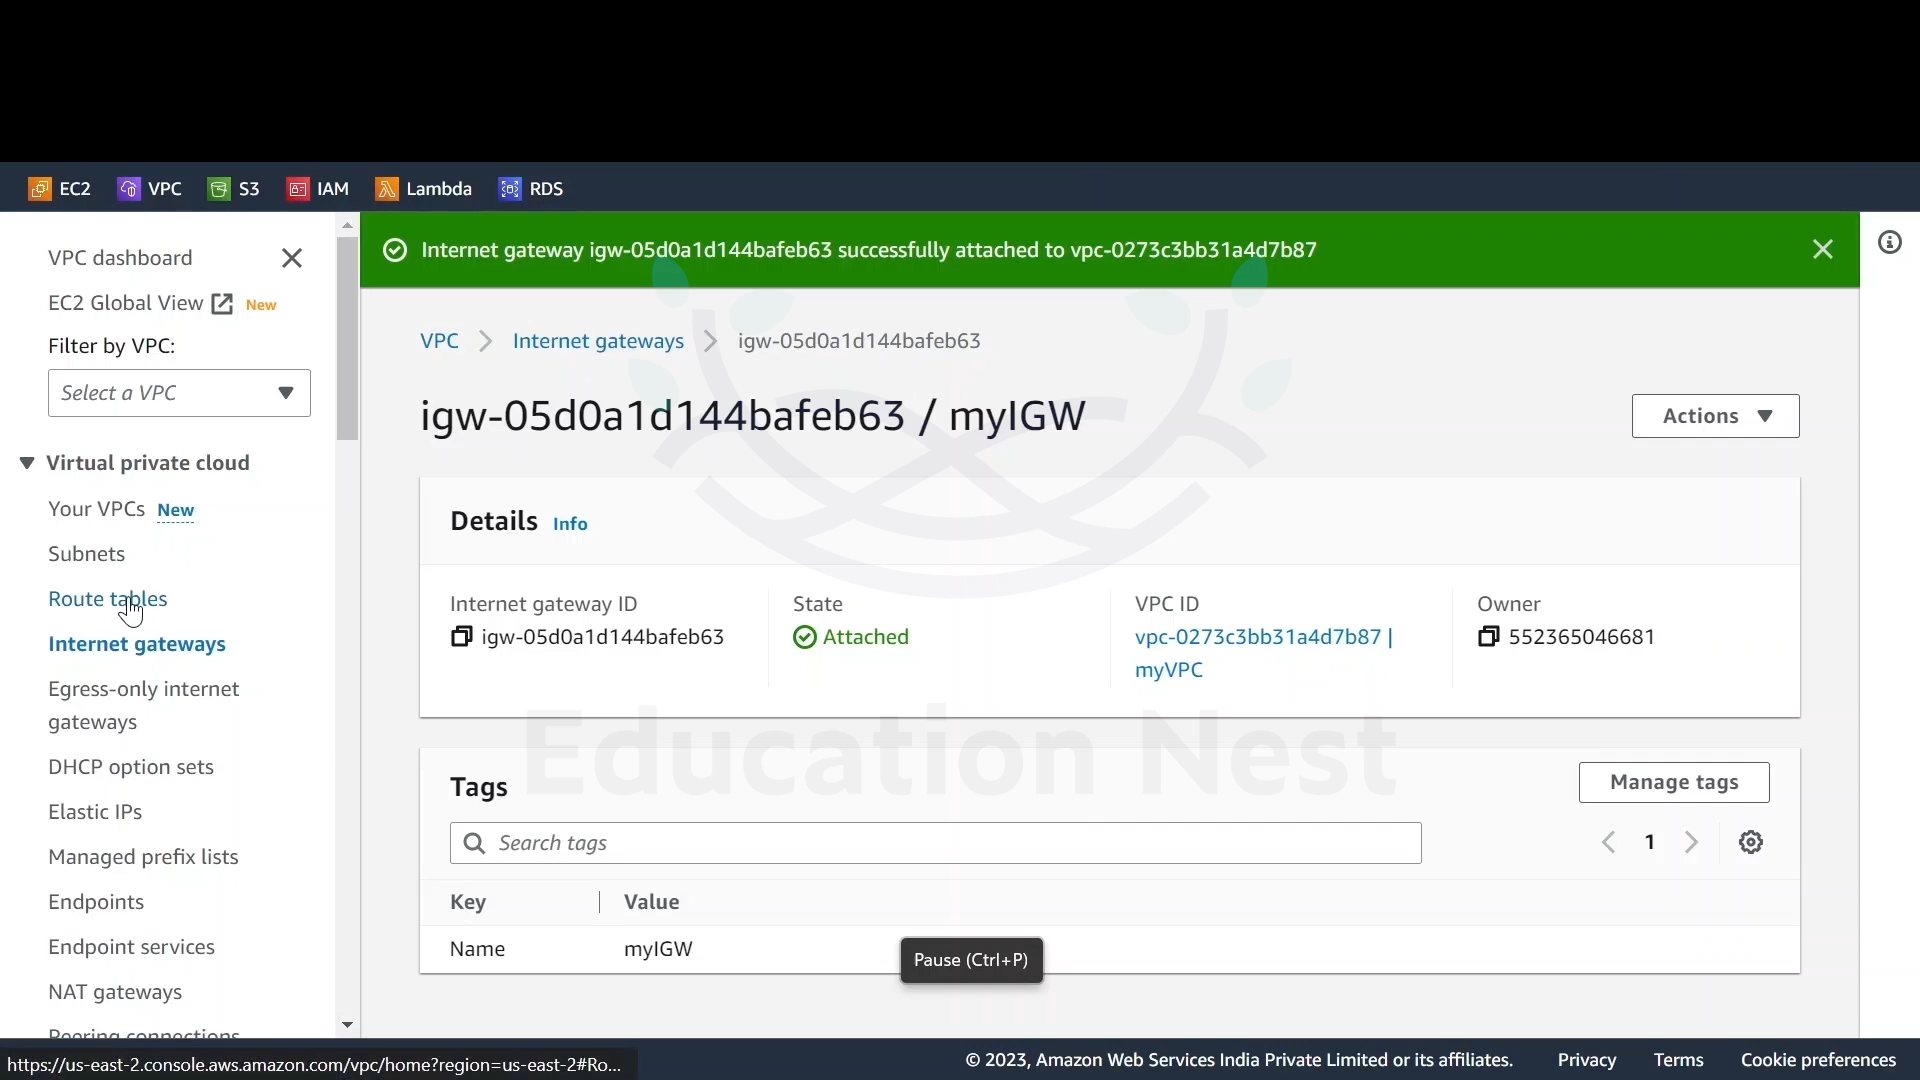 EC2 VPC S3 IAM Lambda RDS
VPC dashboard
EC2 Global View New
Filter by VPC:
Select a VPC
Virtual private cloud
Your VPCs New
Subnets
Route tables
Internet gateways
Egress-only internet
gateways
DHCP option sets
Elastic IPs
Managed prefix lists
Endpoints
Endpoint services
NAT gateways
Peering connections
Internet gateway igw-05d0a1d144bafeb63 successfully attached to vpc-0273c3bb31a4d7b87
VPC Internet gateways igw-05d0a1d144bafeb63
igw-05d0a1d144bafeb63 / myIGW
Actions
Details Info
Internet gateway ID
igw-05d0a1d144bafeb63
State
Attached
VPC ID
vpc-0273c3bb31a4d7b87 |
myVPC
Owner
552365046681
Education Nest
Tags
Manage tags
Search tags
1
Key Value
Name myIGW
Pause (Ctrl+P)
https://us-east-2.console.aws.amazon.com/vpc/home?region=us-east-2#Ro...
© 2023, Amazon Web Services India Private Limited or its affiliates. Privacy Terms Cookie preferences